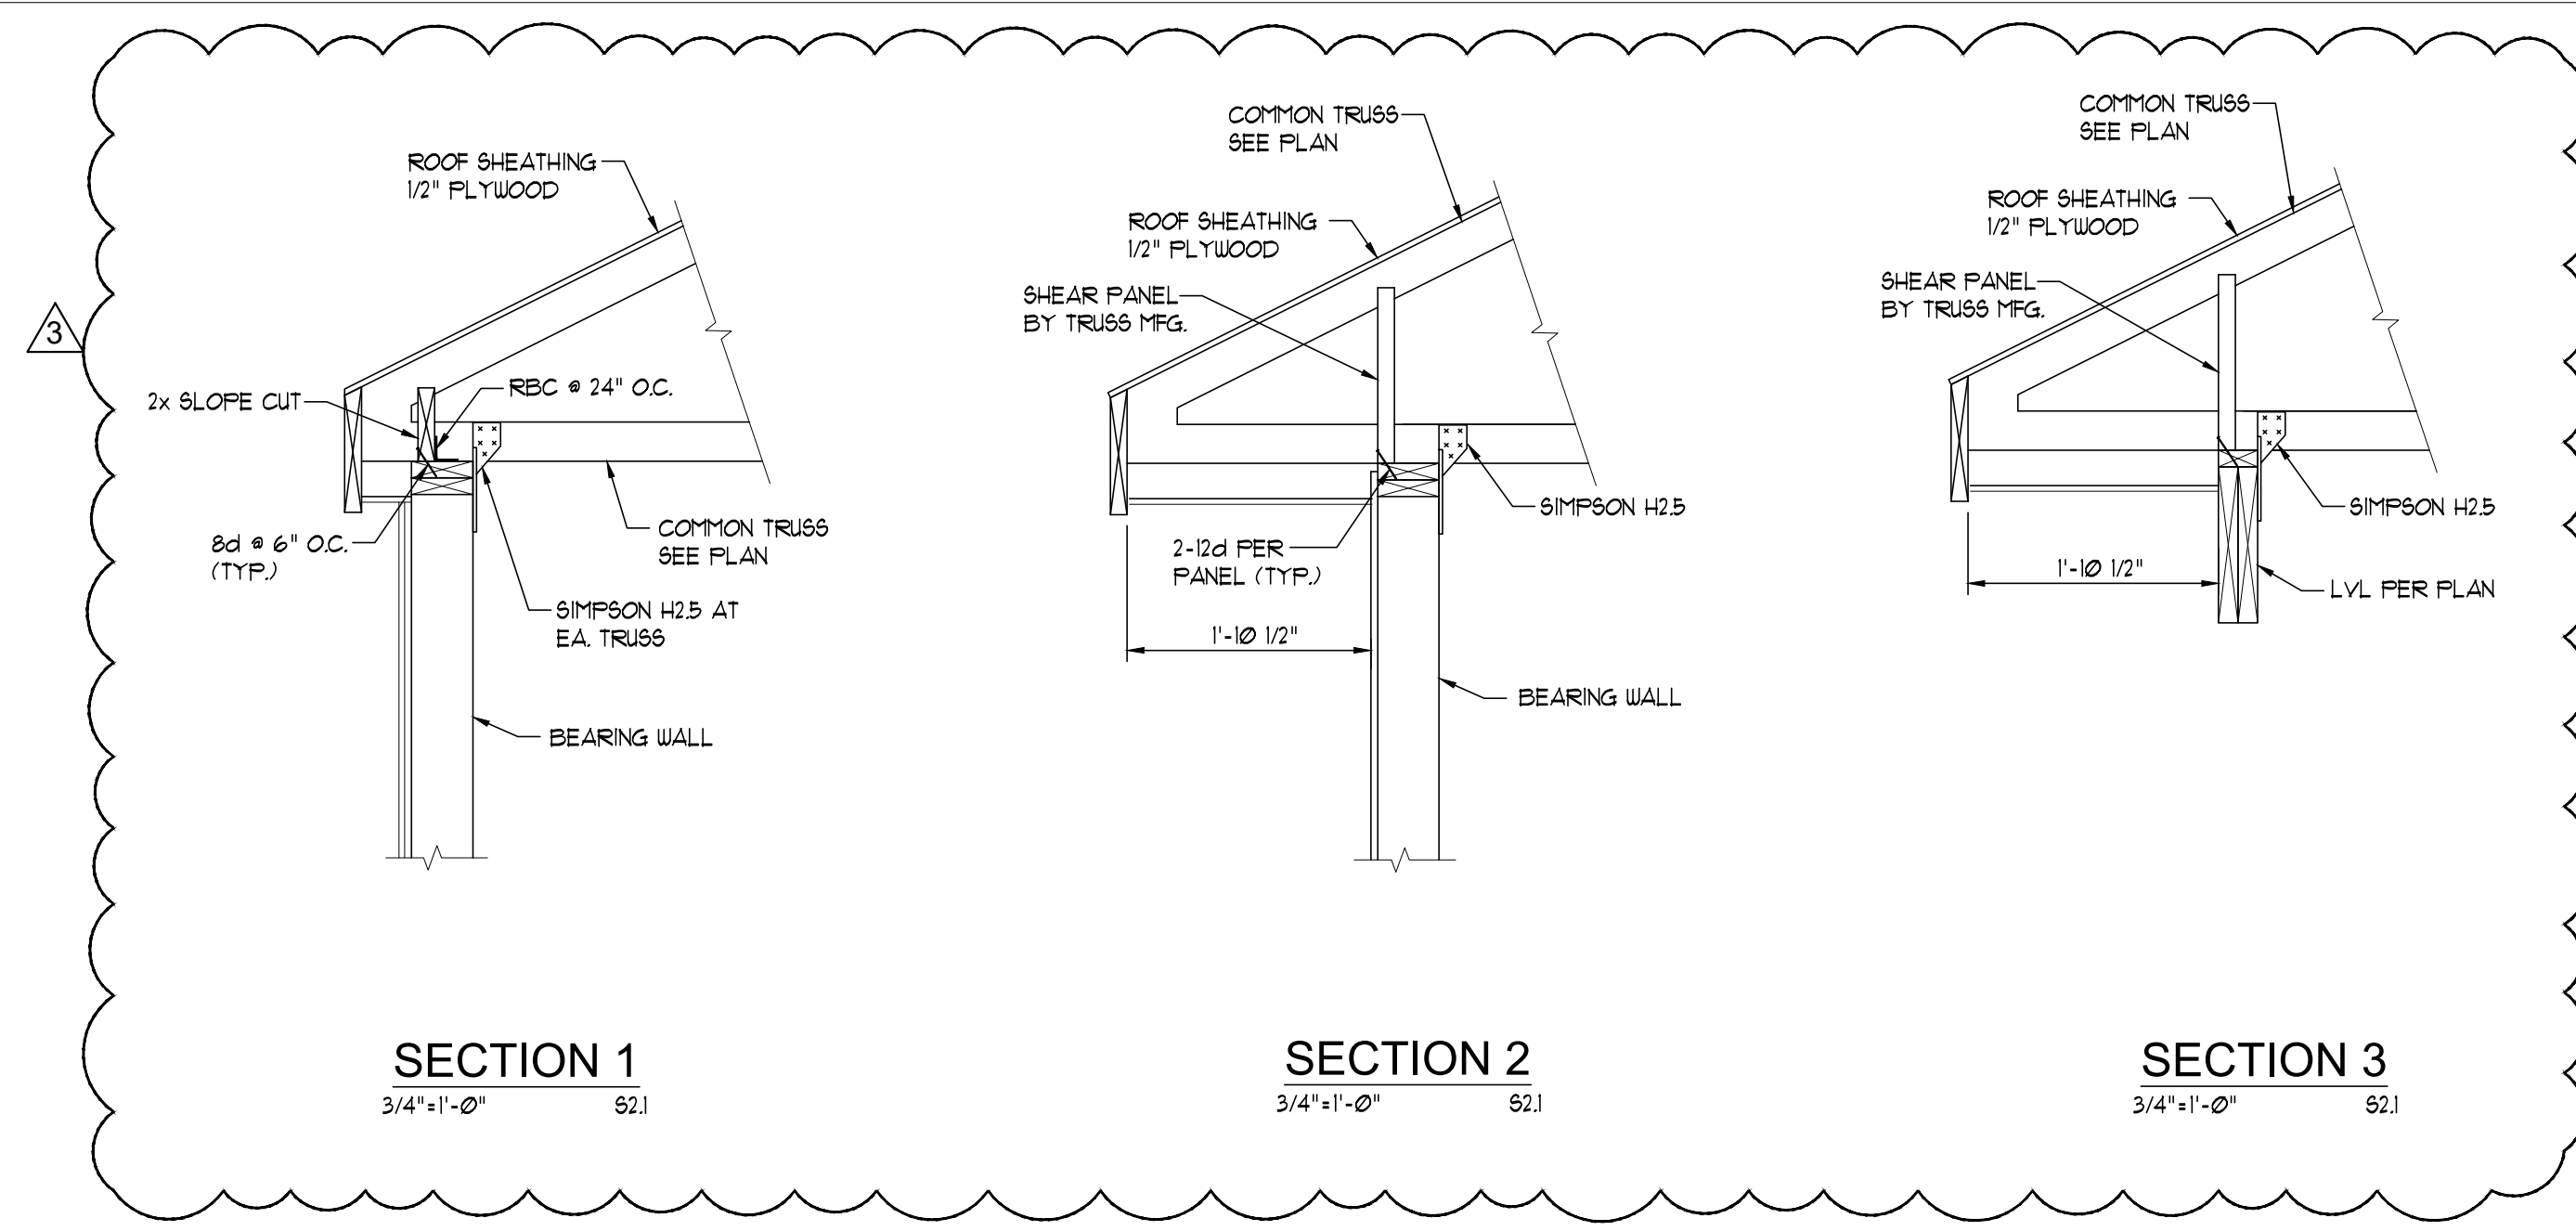 3
ROOF SHEATHING
1/2" PLYWOOD
2x SLOPE CUT
RBC @ 24" O.C.
8d @ 6" O.C.
(TYP.)
COMMON TRUSS
SEE PLAN
SIMPSON H2.5 AT
EA. TRUSS
BEARING WALL
SECTION 1
3/4"=1'-0" S2.1
COMMON TRUSS
SEE PLAN
ROOF SHEATHING
1/2" PLYWOOD
SHEAR PANEL
BY TRUSS MFG.
SIMPSON H2.5
2-12d PER
PANEL (TYP.)
1'-10 1/2"
BEARING WALL
SECTION 2
3/4"=1'-0" S2.1
COMMON TRUSS
SEE PLAN
ROOF SHEATHING
1/2" PLYWOOD
SHEAR PANEL
BY TRUSS MFG.
SIMPSON H2.5
1'-10 1/2"
LVL PER PLAN
SECTION 3
3/4"=1'-0" S2.1